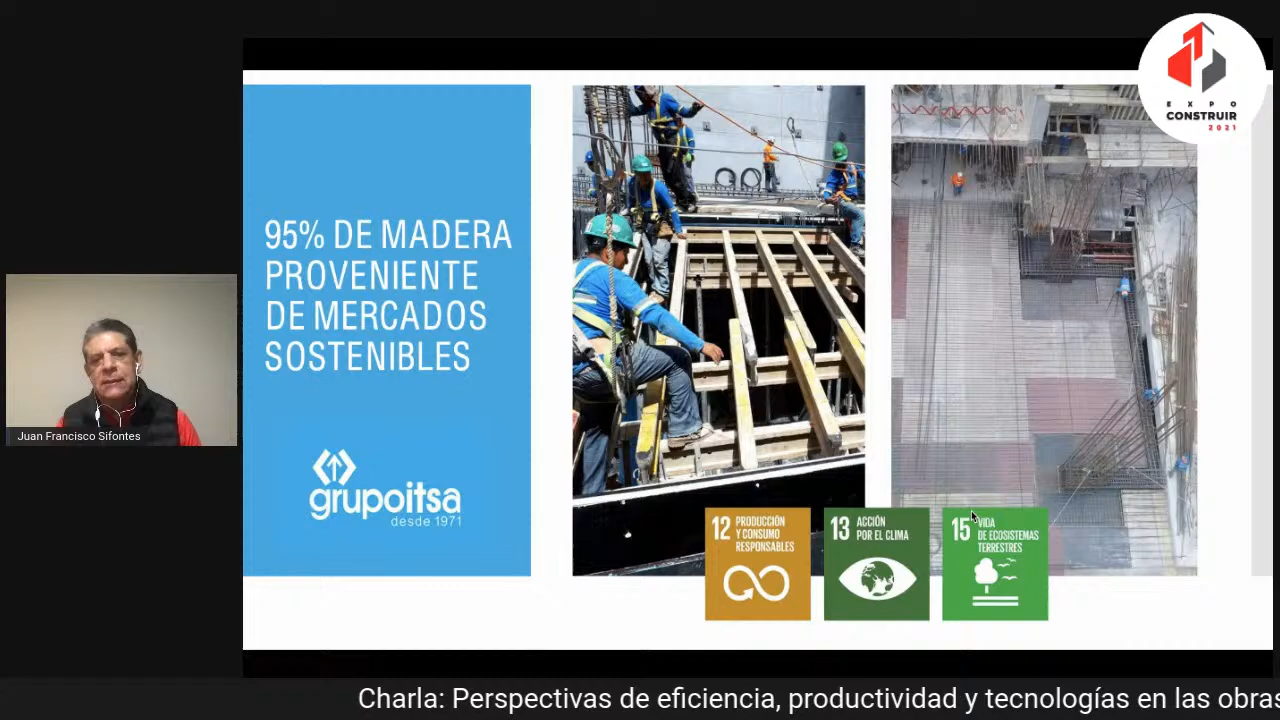 EXPO
CONSTRUIR
2021
95% DE MADERA
PROVENIENTE
DE MERCADOS
SOSTENIBLES
grupoitsa
desde 1971
Juan Francisco Sifontes
12 PRODUCCIÓN
Y CONSUMO
RESPONSABLES
13 ACCIÓN
POR EL CLIMA
15 VIDA
DE ECOSISTEMAS
TERRESTRES
Charla: Perspectivas de eficiencia, productividad y tecnologías en las obras